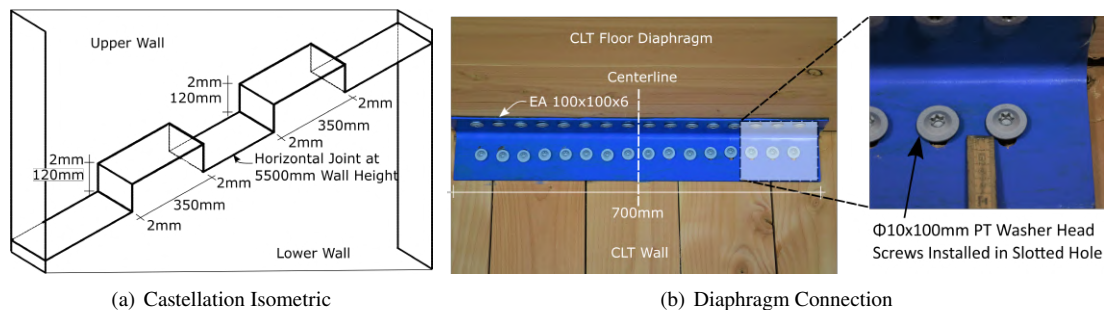 Upper Wall
2mm
120mm
2mm
350mm
2mm
2mm
120mm
2mm
350mm
2mm
Horizontal Joint at
5500mm Wall Height
Lower Wall
(a) Castellation Isometric
CLT Floor Diaphragm
Centerline
EA 100x100x6
700mm
CLT Wall
Φ10x100mm PT Washer Head
Screws Installed in Slotted Hole
(b) Diaphragm Connection